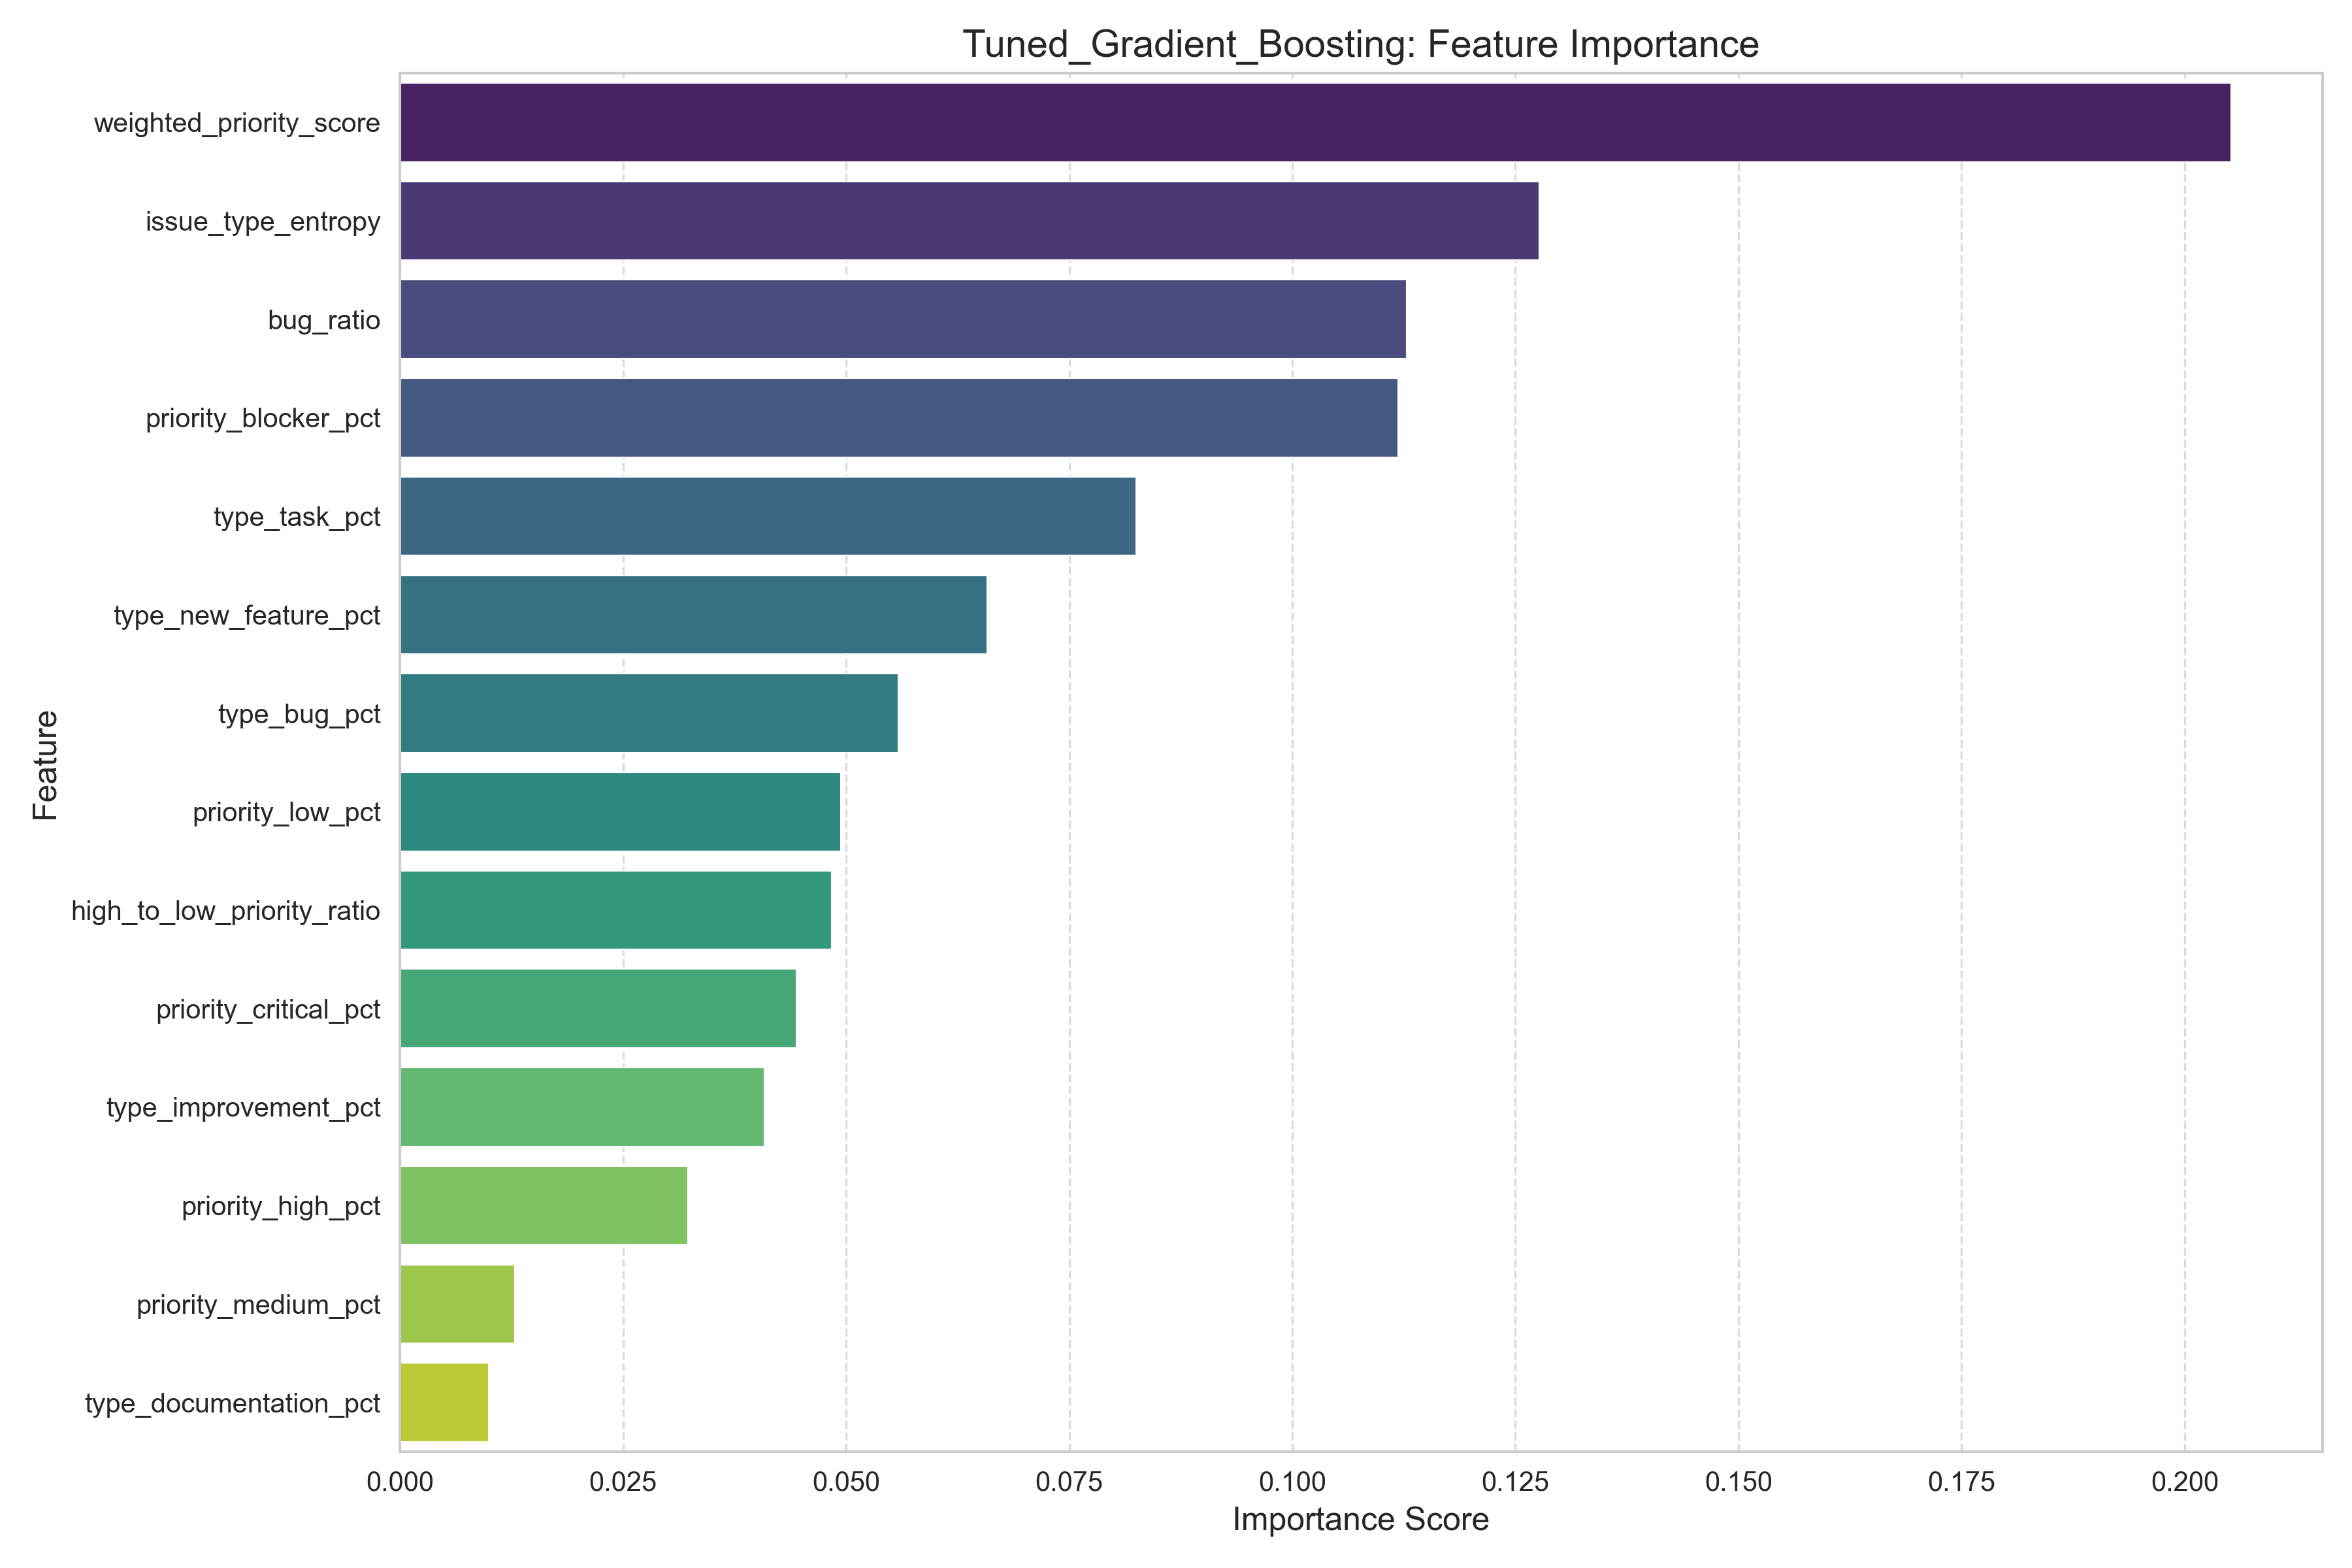 Tuned_Gradient_Boosting: Feature Importance
weighted_priority_score
issue_type_entropy
bug_ratio
priority_blocker_pct
type_task_pct
type_new_feature_pct
type_bug_pct
priority_low_pct
high_to_low_priority_ratio
priority_critical_pct
type_improvement_pct
priority_high_pct
priority_medium_pct
type_documentation_pct
Feature
0.000 0.025 0.050 0.075 0.100 0.125 0.150 0.175 0.200
Importance Score